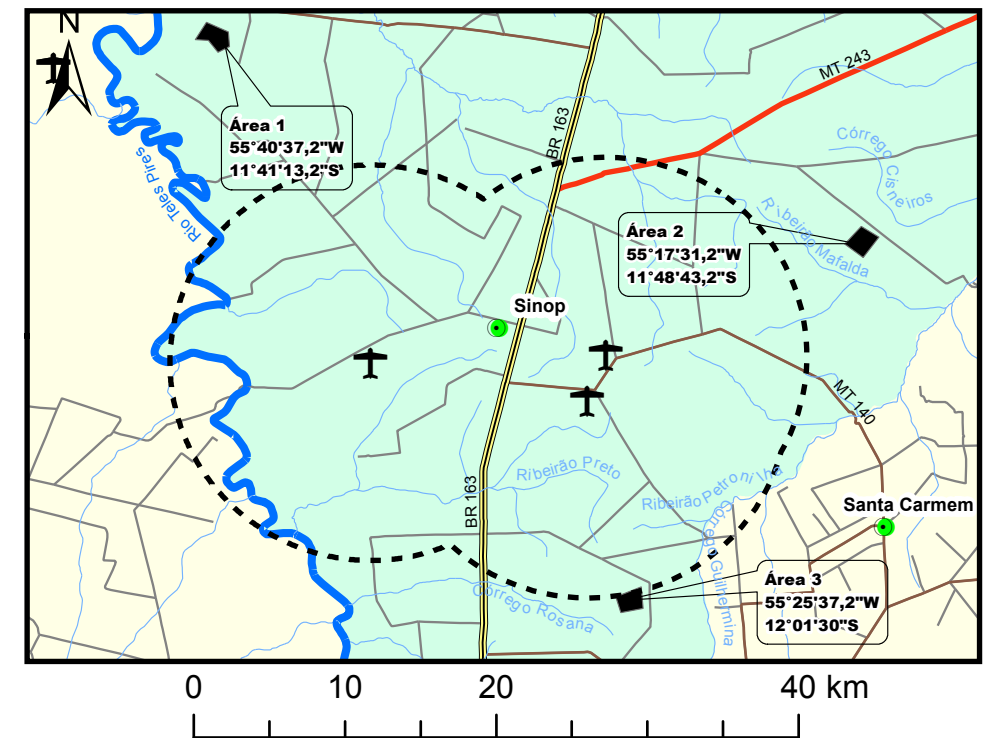 N
MT 243
BR 163
Área 1
55°40'37,2"W
11°41'13,2"S
Rio Teles Pires
Córrego Cisneiros
Ribeirão Mafalda
Área 2
55°17'31,2"W
11°48'43,2"S
Sinop
MT 140
Ribeirão Preto
Ribeirão Petronilho
BR 163
Santa Carmem
Córrego Guilhermina
Área 3
55°25'37,2"W
12°01'30"S
Córrego Rosana
0 10 20 40 km